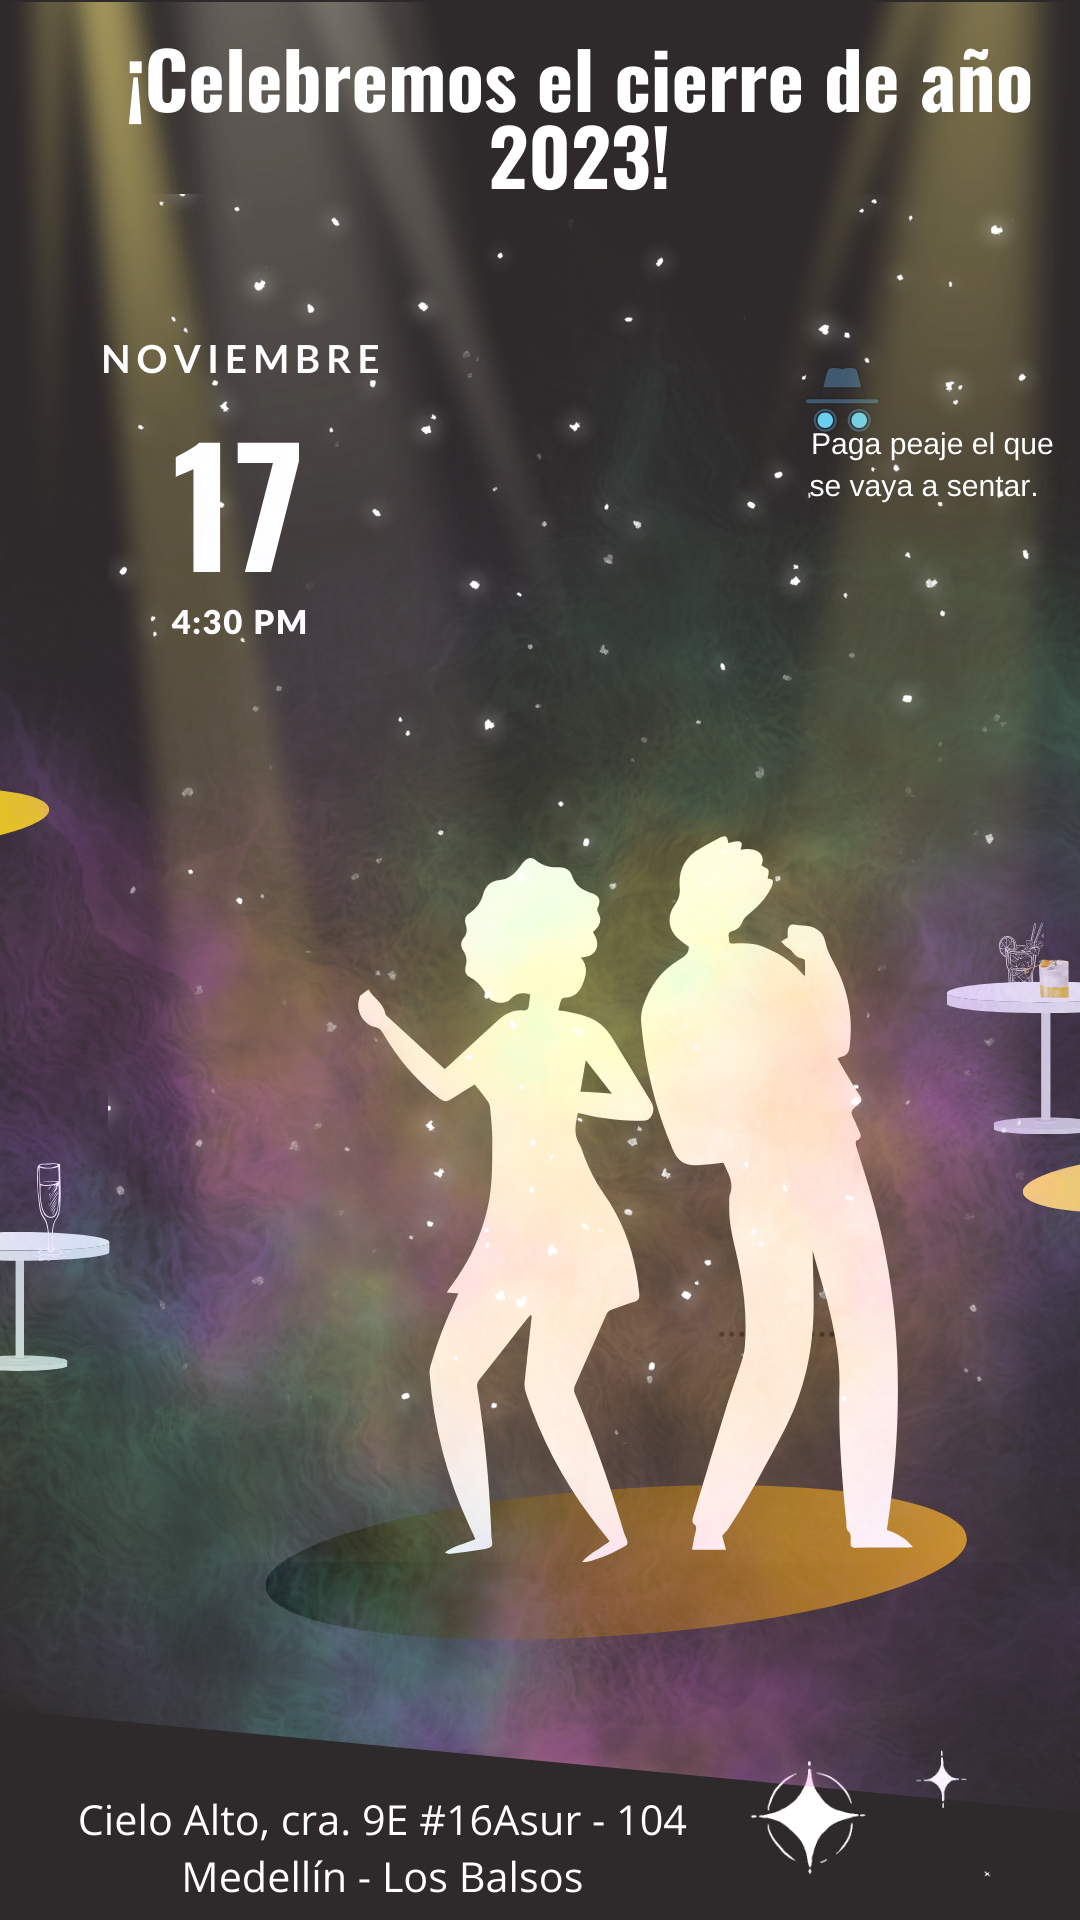 ¡Celebremos el cierre de año
2023!
NOVIEMBRE
17
4:30 PM
Paga peaje el que
se vaya a sentar.
Cielo Alto, cra. 9E #16Asur - 104
Medellín - Los Balsos